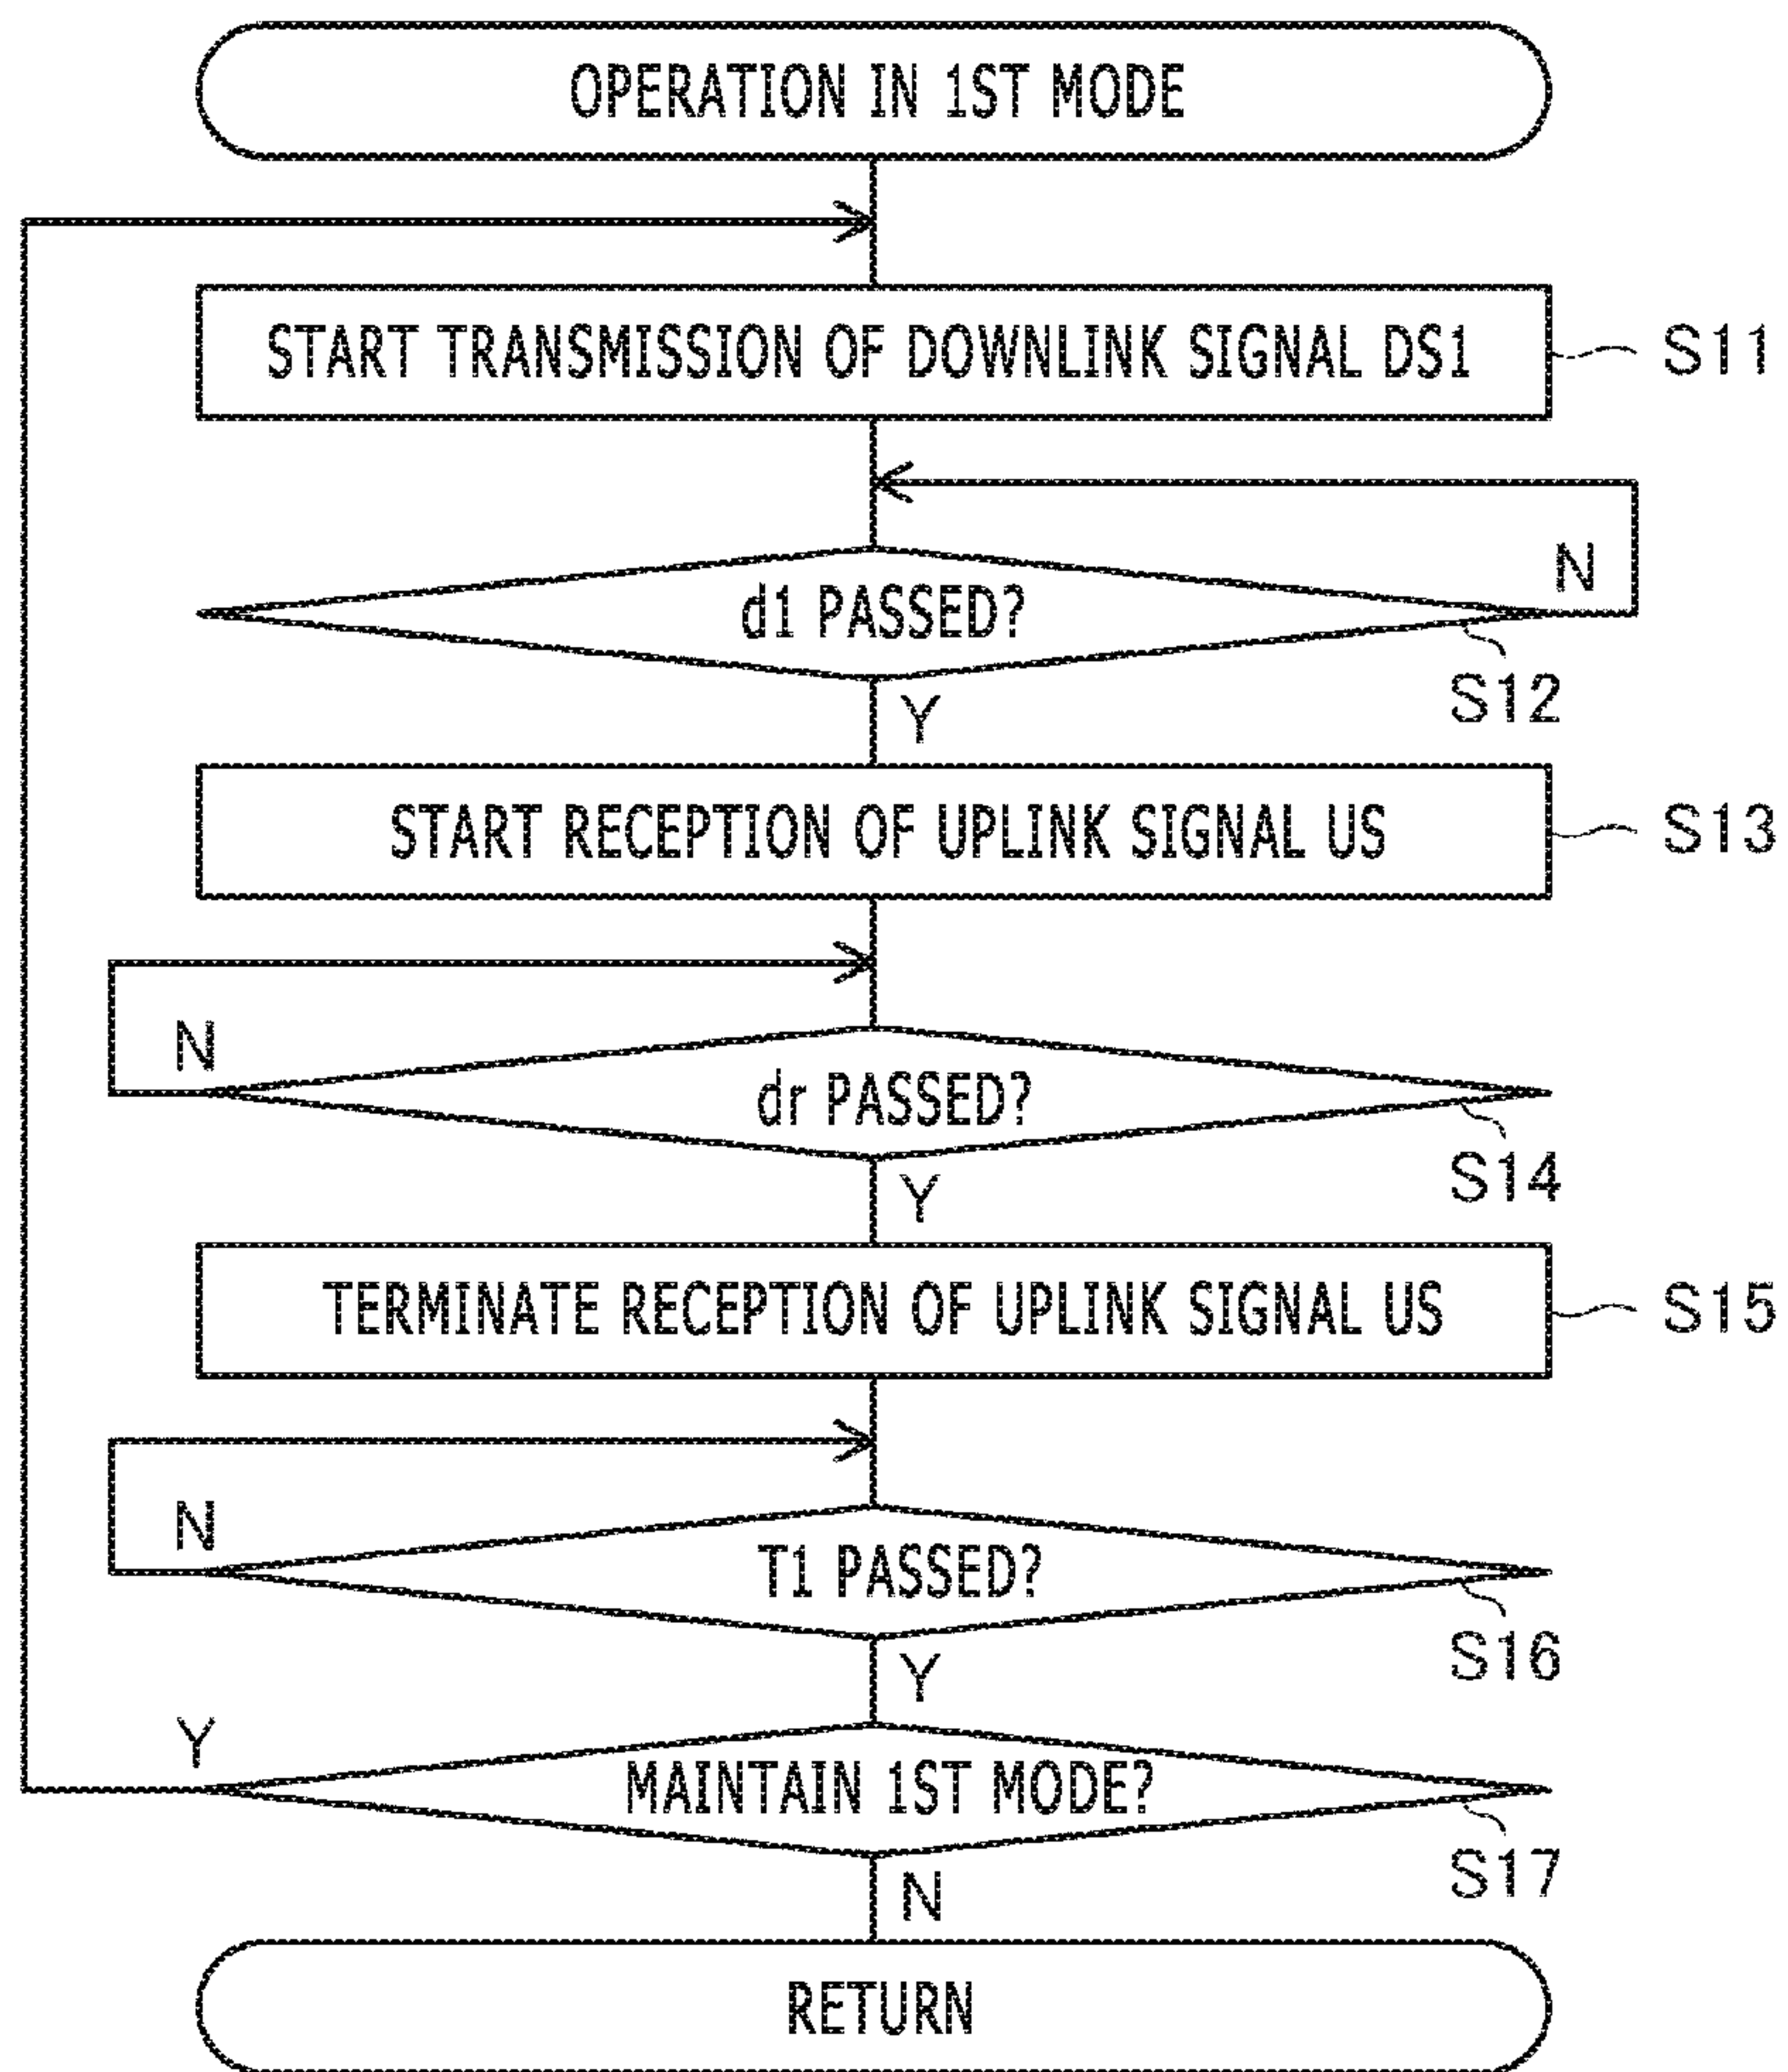 OPERATION IN 1ST MODE
START TRANSMISSION OF DOWNLINK SIGNAL DS1
S11
N
d1 PASSED?
S12
Y
START RECEPTION OF UPLINK SIGNAL US
S13
N
dr PASSED?
S14
Y
TERMINATE RECEPTION OF UPLINK SIGNAL US
S15
N
T1 PASSED?
S16
Y
Y
MAINTAIN 1ST MODE?
S17
N
RETURN